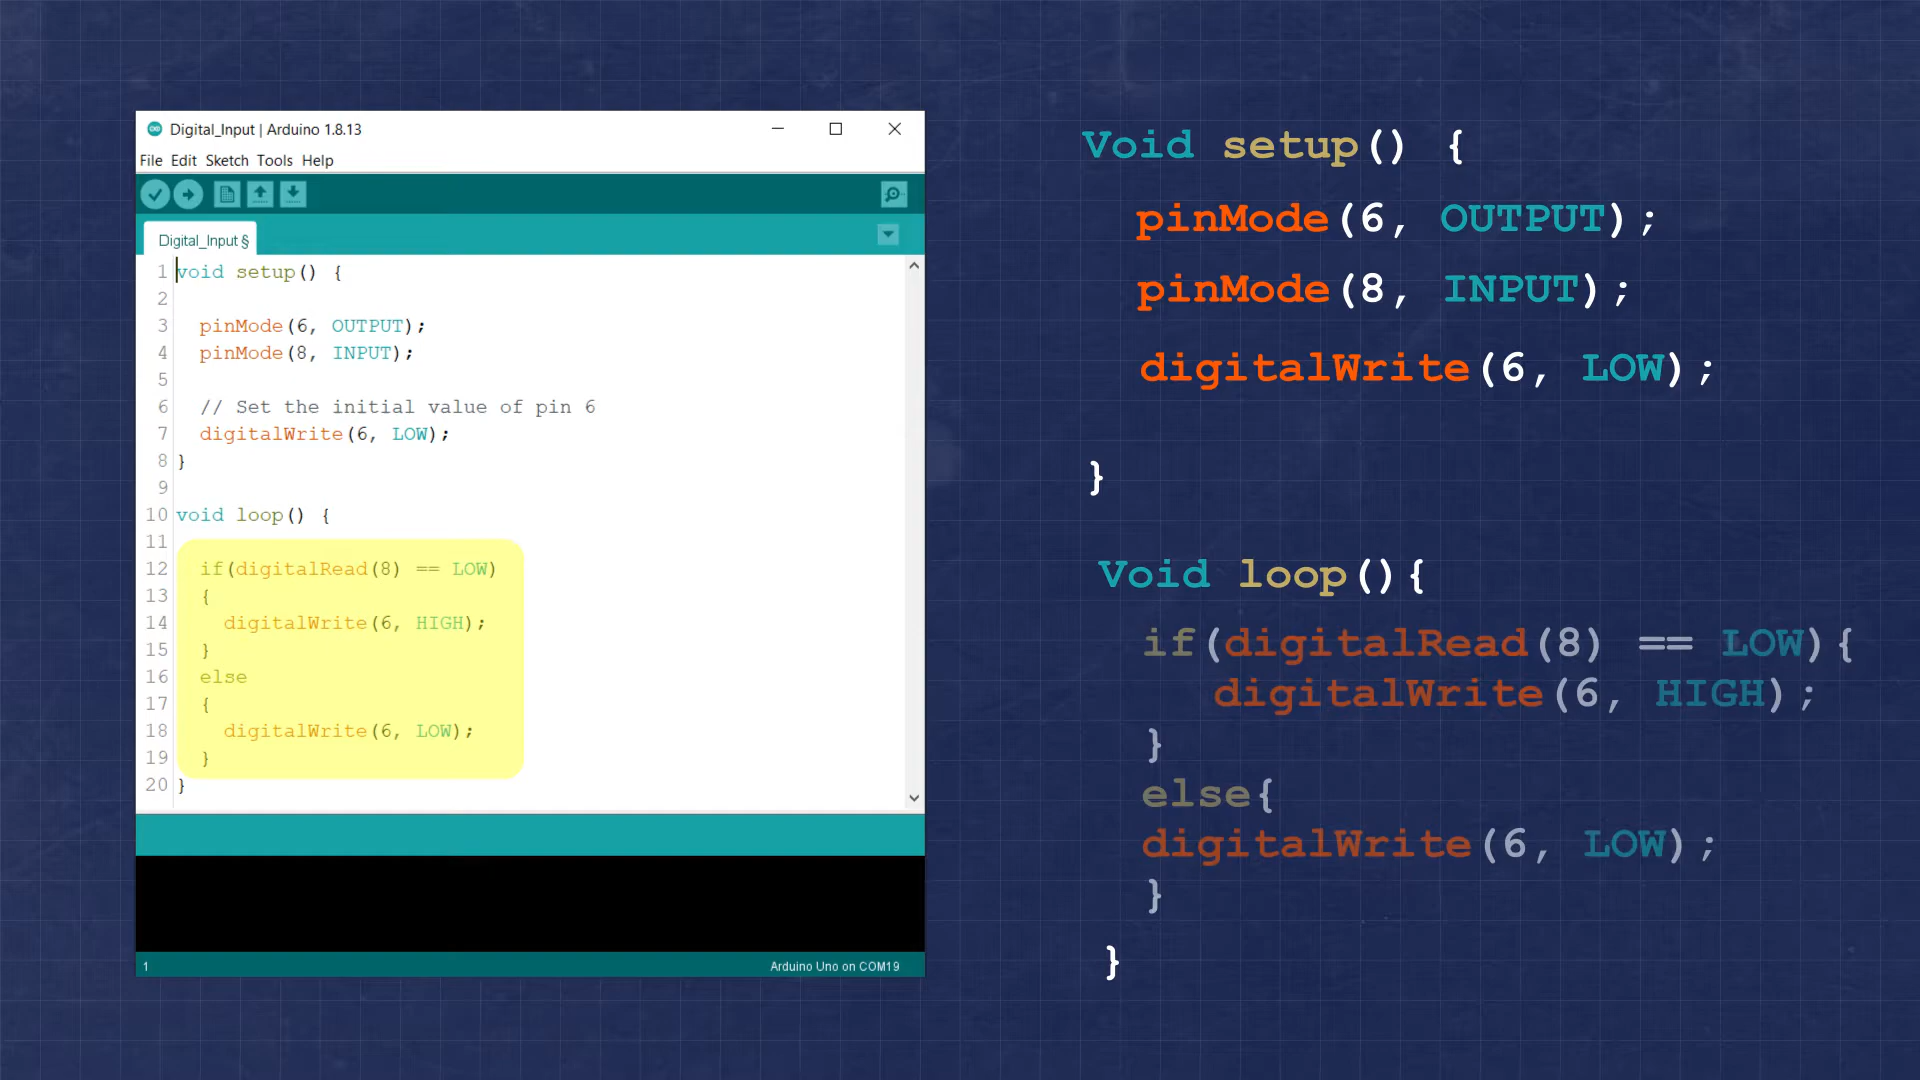 Digital_Input | Arduino 1.8.13
File Edit Sketch Tools Help
Digital_Input §
1 void setup() {
2
3 pinMode(6, OUTPUT);
4 pinMode(8, INPUT);
5
6 // Set the initial value of pin 6
7 digitalWrite(6, LOW);
8 }
9
10 void loop() {
11
12 if(digitalRead(8) == LOW)
13 {
14 digitalWrite(6, HIGH);
15 }
16 else
17 {
18 digitalWrite(6, LOW);
19 }
20 }
1 Arduino Uno on COM19
Void setup() {
pinMode(6, OUTPUT);
pinMode(8, INPUT);
digitalWrite(6, LOW);
}
Void loop(){
if(digitalRead(8) == LOW){
digitalWrite(6, HIGH);
}
else{
digitalWrite(6, LOW);
}
}